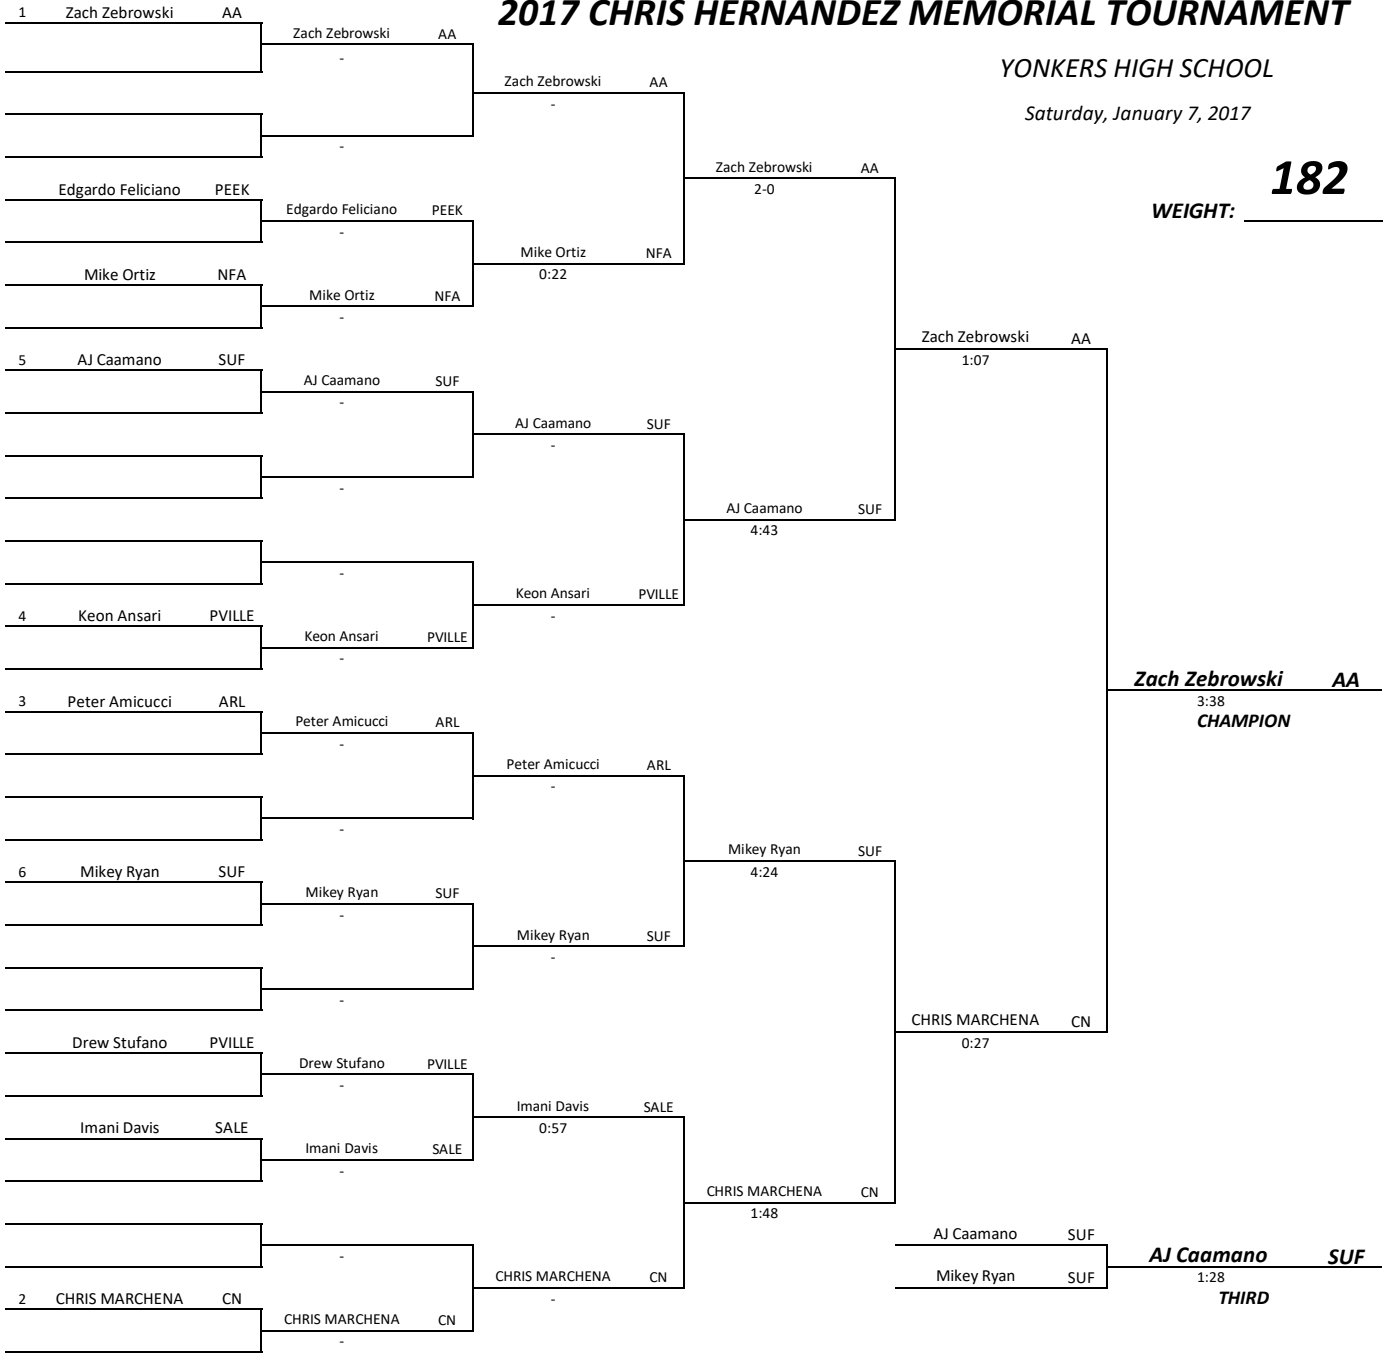 2017 CHRIS HERNANDEZ MEMORIAL TOURNAMENT
YONKERS HIGH SCHOOL
Saturday, January 7, 2017
182
WEIGHT:
1 Zach Zebrowski AA
Edgardo Feliciano PEEK
Mike Ortiz NFA
5 AJ Caamano SUF
4 Keon Ansari PVILLE
3 Peter Amicucci ARL
6 Mikey Ryan SUF
Drew Stufano PVILLE
Imani Davis SALE
2 CHRIS MARCHENA CN
Zach Zebrowski AA
-
-
Edgardo Feliciano PEEK
-
Mike Ortiz NFA
-
AJ Caamano SUF
-
-
-
Keon Ansari PVILLE
-
Peter Amicucci ARL
-
-
Mikey Ryan SUF
-
-
Drew Stufano PVILLE
-
Imani Davis SALE
-
-
CHRIS MARCHENA CN
-
Zach Zebrowski AA
-
Mike Ortiz NFA
0:22
AJ Caamano SUF
-
Keon Ansari PVILLE
-
Peter Amicucci ARL
-
Mikey Ryan SUF
-
Imani Davis SALE
0:57
CHRIS MARCHENA CN
-
Zach Zebrowski AA
2-0
AJ Caamano SUF
4:43
Mikey Ryan SUF
4:24
CHRIS MARCHENA CN
1:48
Zach Zebrowski AA
1:07
CHRIS MARCHENA CN
0:27
Zach Zebrowski AA
3:38
CHAMPION
AJ Caamano SUF
Mikey Ryan SUF
AJ Caamano SUF
1:28
THIRD